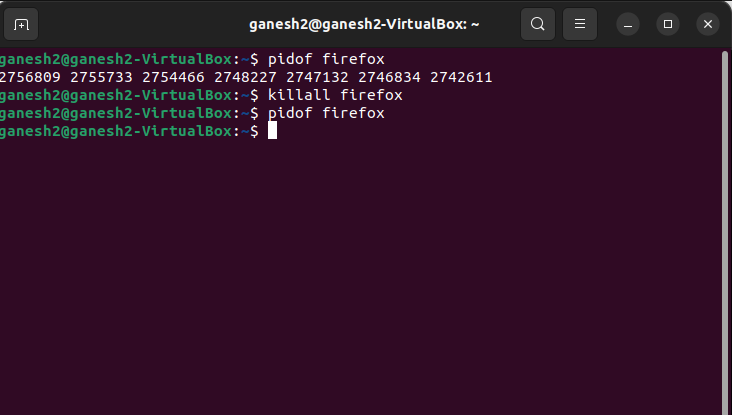 ganesh2@ganesh2-VirtualBox: ~
ganesh2@ganesh2-VirtualBox:~$ pidof firefox
2756809 2755733 2754466 2748227 2747132 2746834 2742611
ganesh2@ganesh2-VirtualBox:~$ killall firefox
ganesh2@ganesh2-VirtualBox:~$ pidof firefox
ganesh2@ganesh2-VirtualBox:~$